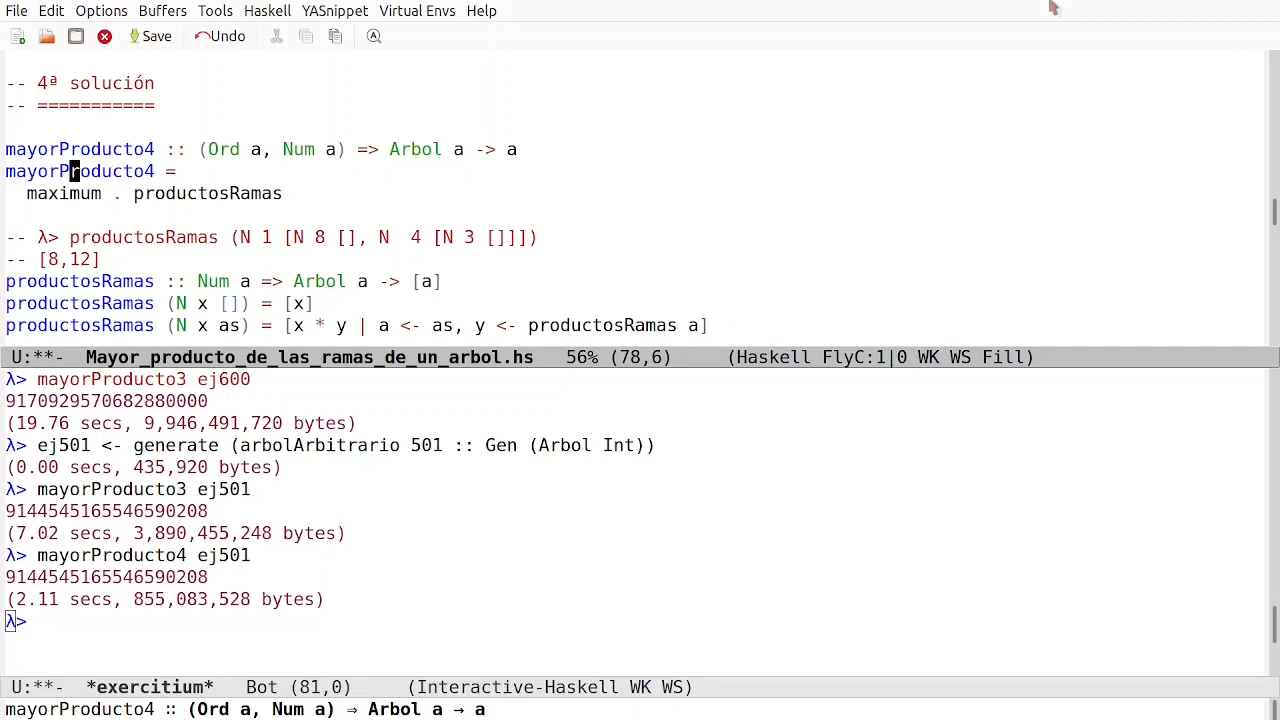 File Edit Options Buffers Tools Haskell YASnippet Virtual Envs Help
Save Undo
-- 4ª solución
-- ===========
mayorProducto4 :: (Ord a, Num a) => Arbol a -> a
mayorProducto4 =
  maximum . productosRamas
-- λ> productosRamas (N 1 [N 8 [], N  4 [N 3 []]])
-- [8,12]
productosRamas :: Num a => Arbol a -> [a]
productosRamas (N x []) = [x]
productosRamas (N x as) = [x * y | a <- as, y <- productosRamas a]
U:**-  Mayor_producto_de_las_ramas_de_un_arbol.hs   56% (78,6)     (Haskell FlyC:1|0 WK WS Fill)
λ> mayorProducto3 ej600
9170929570682880000
(19.76 secs, 9,946,491,720 bytes)
λ> ej501 <- generate (arbolArbitrario 501 :: Gen (Arbol Int))
(0.00 secs, 435,920 bytes)
λ> mayorProducto3 ej501
9144545165546590208
(7.02 secs, 3,890,455,248 bytes)
λ> mayorProducto4 ej501
9144545165546590208
(2.11 secs, 855,083,528 bytes)
λ>
U:**-  *exercitium*   Bot (81,0)     (Interactive-Haskell WK WS)
mayorProducto4 ∷ (Ord a, Num a) ⇒ Arbol a → a